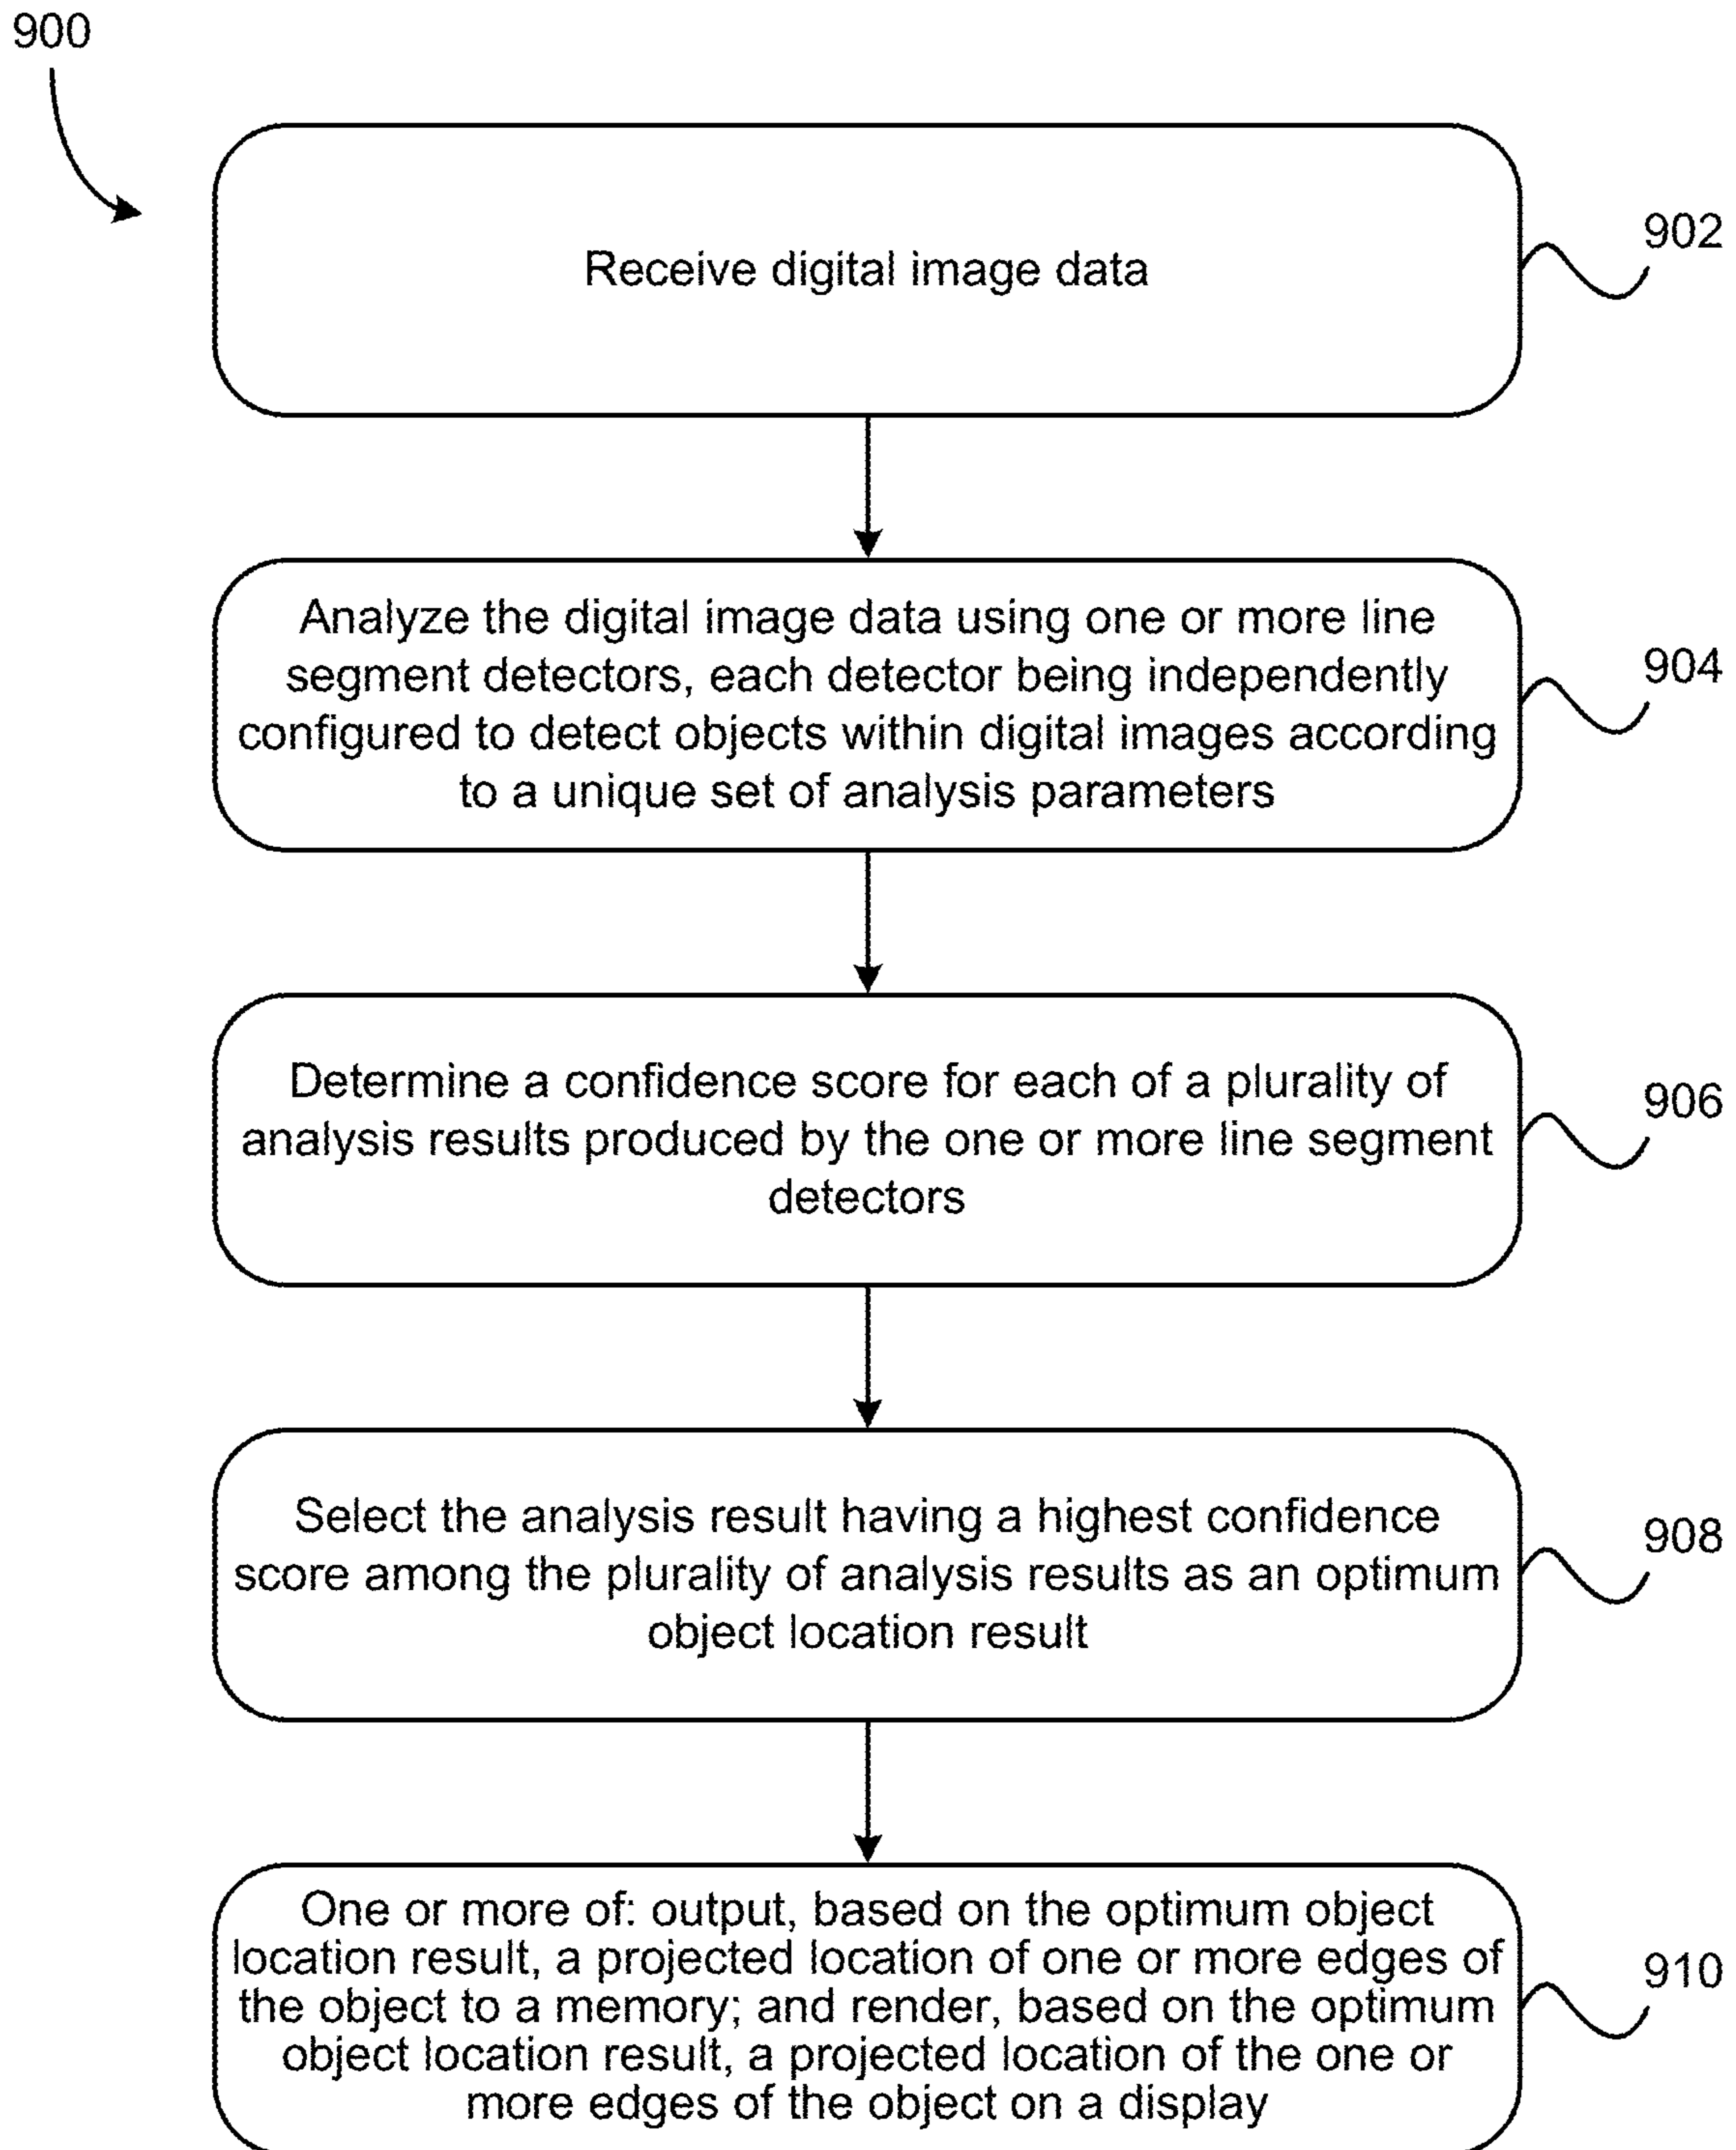 900
Receive digital image data
902
Analyze the digital image data using one or more line
segment detectors, each detector being independently
configured to detect objects within digital images according
to a unique set of analysis parameters
904
Determine a confidence score for each of a plurality of
analysis results produced by the one or more line segment
detectors
906
Select the analysis result having a highest confidence
score among the plurality of analysis results as an optimum
object location result
908
One or more of: output, based on the optimum object
location result, a projected location of one or more edges of
the object to a memory; and render, based on the optimum
object location result, a projected location of the one or
more edges of the object on a display
910